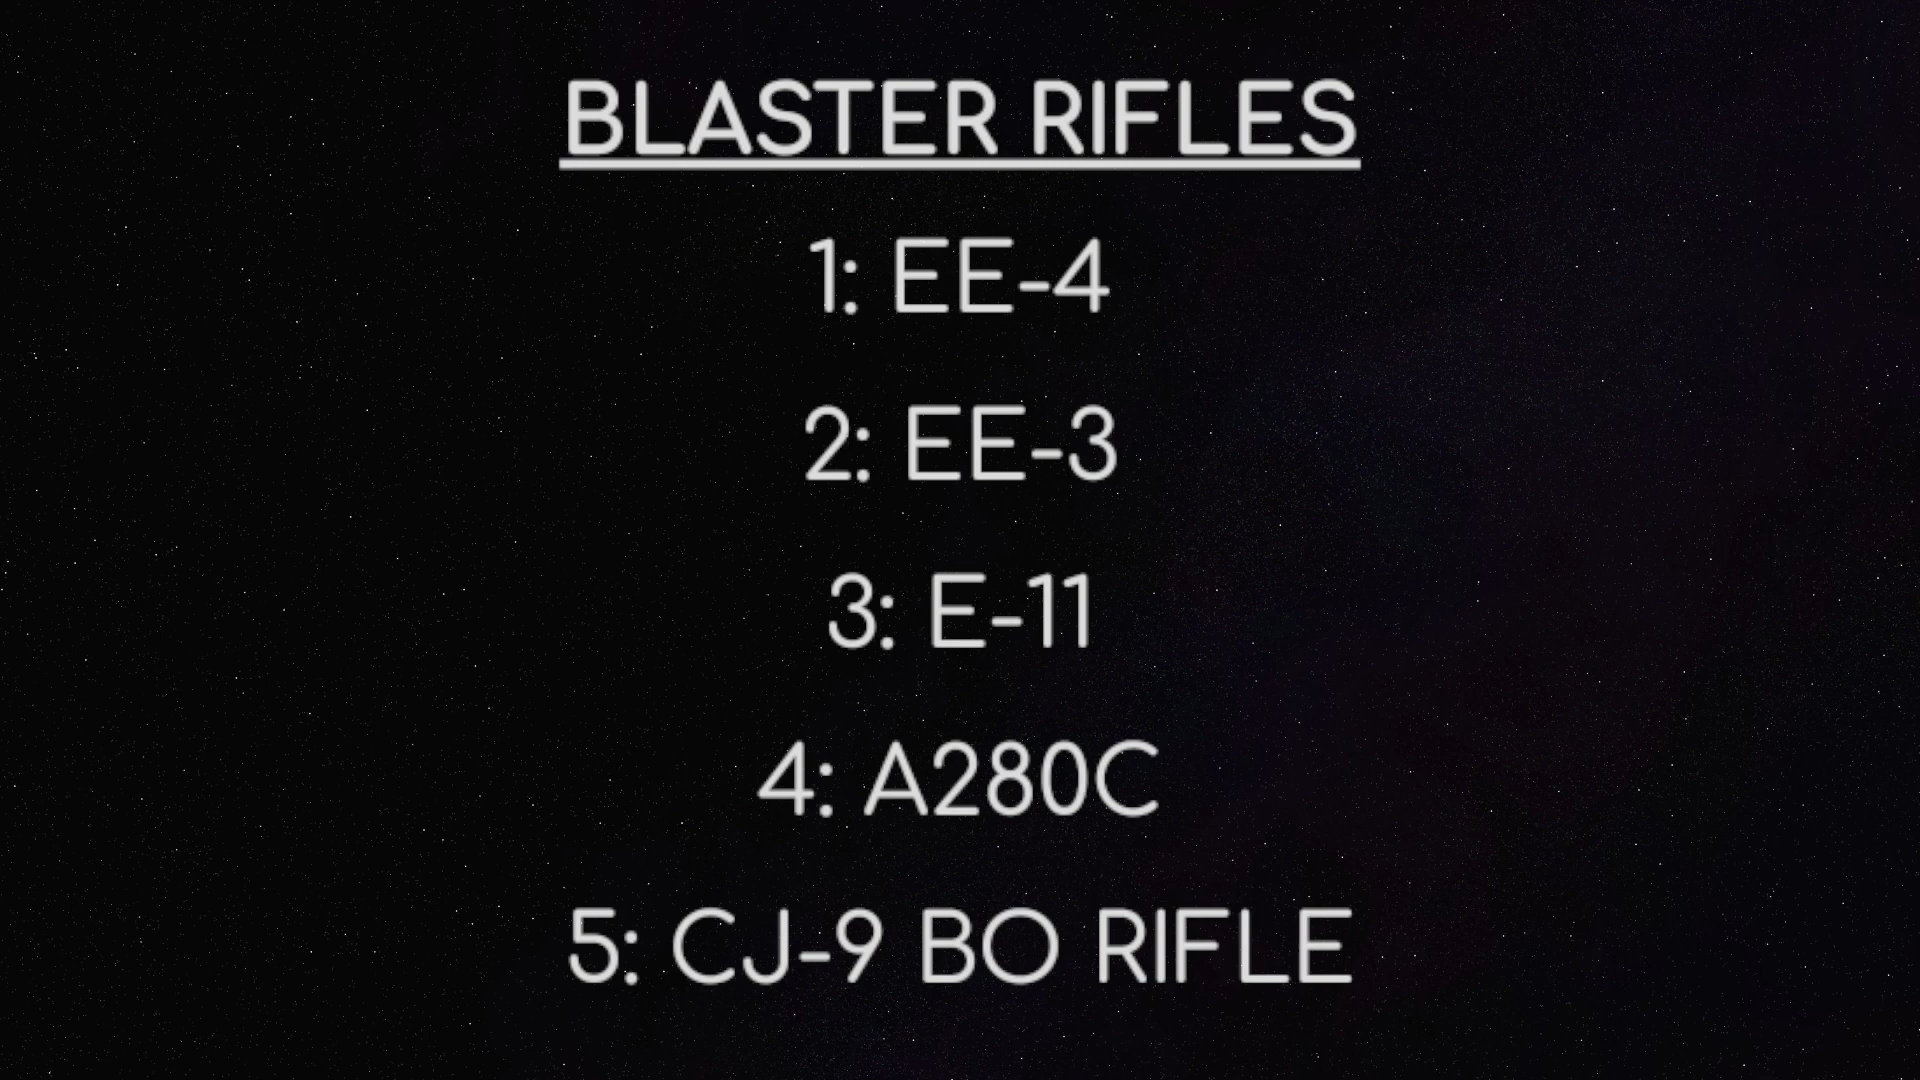 BLASTER RIFLES
1: EE-4
2: EE-3
3: E-11
4: A280C
5: CJ-9 BO RIFLE